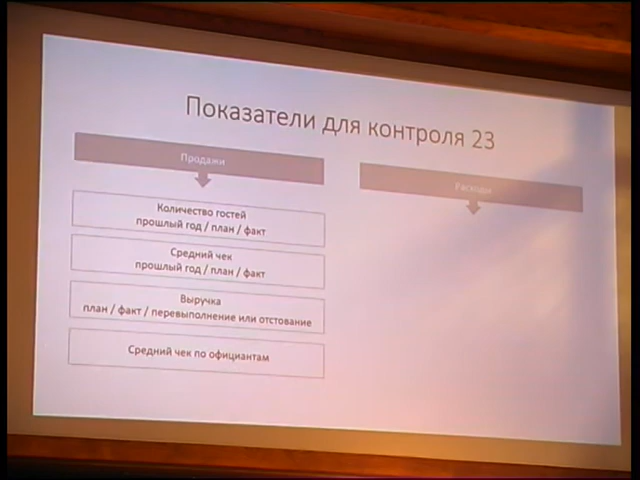 Показатели для контроля 23
Продажи
Количество гостей
прошлый год / план / факт
Средний чек
прошлый год / план / факт
Выручка
план / факт / перевыполнение или отстование
Средний чек по официантам
Расходы